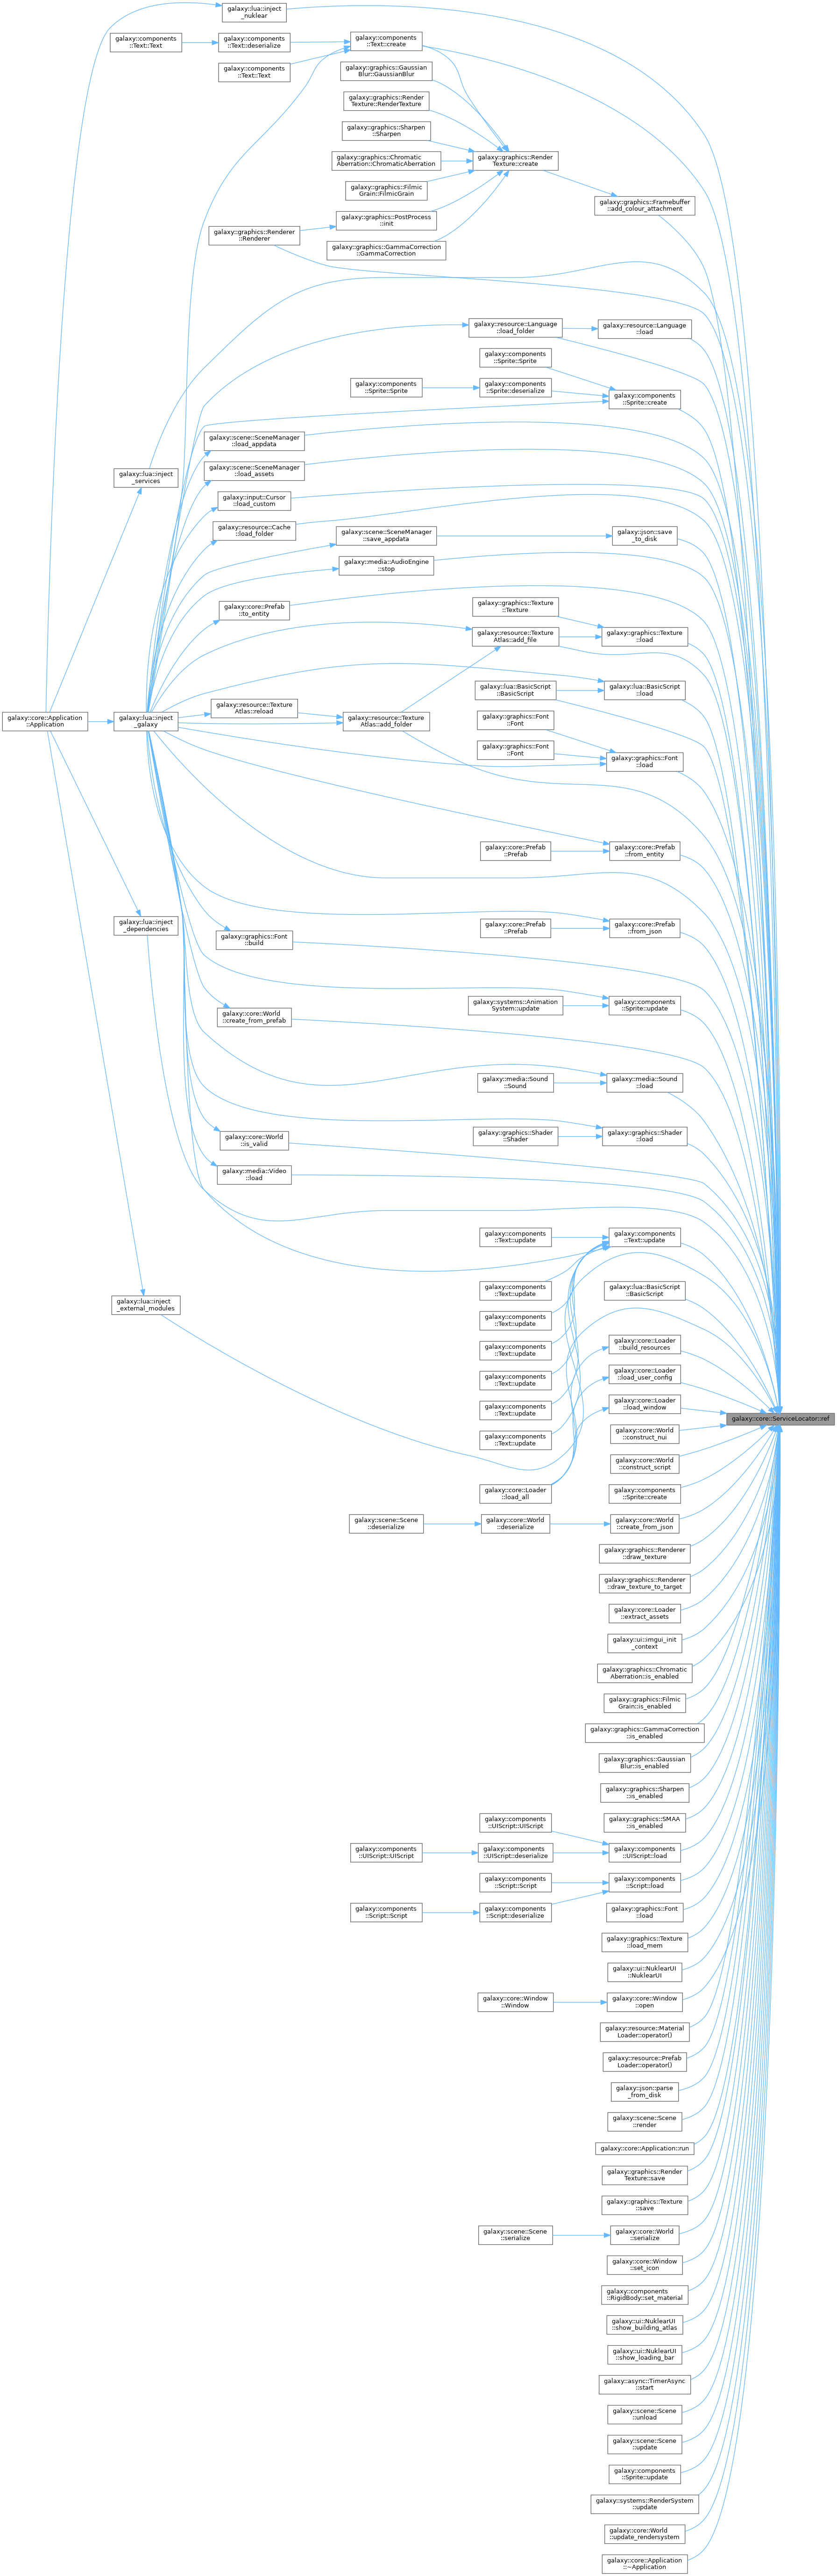 galaxy::lua::inject
_nuklear
galaxy::components
::Text::create
galaxy::components
::Text::Text
galaxy::components
::Text::deserialize
galaxy::components
::Text::Text
galaxy::graphics::Gaussian
Blur::GaussianBlur
galaxy::graphics::Render
Texture::RenderTexture
galaxy::graphics::Sharpen
::Sharpen
galaxy::graphics::Chromatic
Aberration::ChromaticAberration
galaxy::graphics::Render
Texture::create
galaxy::graphics::Filmic
Grain::FilmicGrain
galaxy::graphics::Framebuffer
::add_colour_attachment
galaxy::graphics::PostProcess
::init
galaxy::graphics::Renderer
::Renderer
galaxy::graphics::GammaCorrection
::GammaCorrection
galaxy::resource::Language
::load_folder
galaxy::resource::Language
::load
galaxy::components
::Sprite::Sprite
galaxy::components
::Sprite::Sprite
galaxy::components
::Sprite::deserialize
galaxy::components
::Sprite::create
galaxy::scene::SceneManager
::load_appdata
galaxy::lua::inject
_services
galaxy::scene::SceneManager
::load_assets
galaxy::input::Cursor
::load_custom
galaxy::resource::Cache
::load_folder
galaxy::scene::SceneManager
::save_appdata
galaxy::json::save
_to_disk
galaxy::media::AudioEngine
::stop
galaxy::core::Prefab
::to_entity
galaxy::graphics::Texture
::Texture
galaxy::resource::Texture
Atlas::add_file
galaxy::graphics::Texture
::load
galaxy::lua::BasicScript
::BasicScript
galaxy::lua::BasicScript
::load
galaxy::core::Application
::Application
galaxy::lua::inject
_galaxy
galaxy::resource::Texture
Atlas::reload
galaxy::resource::Texture
Atlas::add_folder
galaxy::graphics::Font
::Font
galaxy::graphics::Font
::Font
galaxy::graphics::Font
::load
galaxy::core::Prefab
::Prefab
galaxy::core::Prefab
::from_entity
galaxy::lua::inject
_dependencies
galaxy::graphics::Font
::build
galaxy::core::Prefab
::Prefab
galaxy::core::Prefab
::from_json
galaxy::core::World
::create_from_prefab
galaxy::systems::Animation
System::update
galaxy::components
::Sprite::update
galaxy::media::Sound
::Sound
galaxy::media::Sound
::load
galaxy::core::World
::is_valid
galaxy::graphics::Shader
::Shader
galaxy::graphics::Shader
::load
galaxy::media::Video
::load
galaxy::components
::Text::update
galaxy::components
::Text::update
galaxy::lua::inject
_external_modules
galaxy::components
::Text::update
galaxy::lua::BasicScript
::BasicScript
galaxy::components
::Text::update
galaxy::components
::Text::update
galaxy::core::Loader
::build_resources
galaxy::components
::Text::update
galaxy::core::Loader
::load_user_config
galaxy::components
::Text::update
galaxy::core::Loader
::load_window
galaxy::core::ServiceLocator::ref
galaxy::components
::Text::update
galaxy::core::World
::construct_nui
galaxy::core::World
::construct_script
galaxy::core::Loader
::load_all
galaxy::components
::Sprite::create
galaxy::scene::Scene
::deserialize
galaxy::core::World
::deserialize
galaxy::core::World
::create_from_json
galaxy::graphics::Renderer
::draw_texture
galaxy::graphics::Renderer
::draw_texture_to_target
galaxy::core::Loader
::extract_assets
galaxy::ui::imgui_init
_context
galaxy::graphics::Chromatic
Aberration::is_enabled
galaxy::graphics::Filmic
Grain::is_enabled
galaxy::graphics::GammaCorrection
::is_enabled
galaxy::graphics::Gaussian
Blur::is_enabled
galaxy::graphics::Sharpen
::is_enabled
galaxy::graphics::SMAA
::is_enabled
galaxy::components
::UIScript::UIScript
galaxy::components
::UIScript::UIScript
galaxy::components
::UIScript::deserialize
galaxy::components
::UIScript::load
galaxy::components
::Script::Script
galaxy::components
::Script::load
galaxy::components
::Script::Script
galaxy::components
::Script::deserialize
galaxy::graphics::Font
::load
galaxy::graphics::Texture
::load_mem
galaxy::ui::NuklearUI
::NuklearUI
galaxy::core::Window
::Window
galaxy::core::Window
::open
galaxy::resource::Material
Loader::operator()
galaxy::resource::Prefab
Loader::operator()
galaxy::json::parse
_from_disk
galaxy::scene::Scene
::render
galaxy::core::Application::run
galaxy::graphics::Render
Texture::save
galaxy::graphics::Texture
::save
galaxy::scene::Scene
::serialize
galaxy::core::World
::serialize
galaxy::core::Window
::set_icon
galaxy::components
::RigidBody::set_material
galaxy::ui::NuklearUI
::show_building_atlas
galaxy::ui::NuklearUI
::show_loading_bar
galaxy::async::TimerAsync
::start
galaxy::scene::Scene
::unload
galaxy::scene::Scene
::update
galaxy::components
::Sprite::update
galaxy::systems::RenderSystem
::update
galaxy::core::World
::update_rendersystem
galaxy::core::Application
::~Application